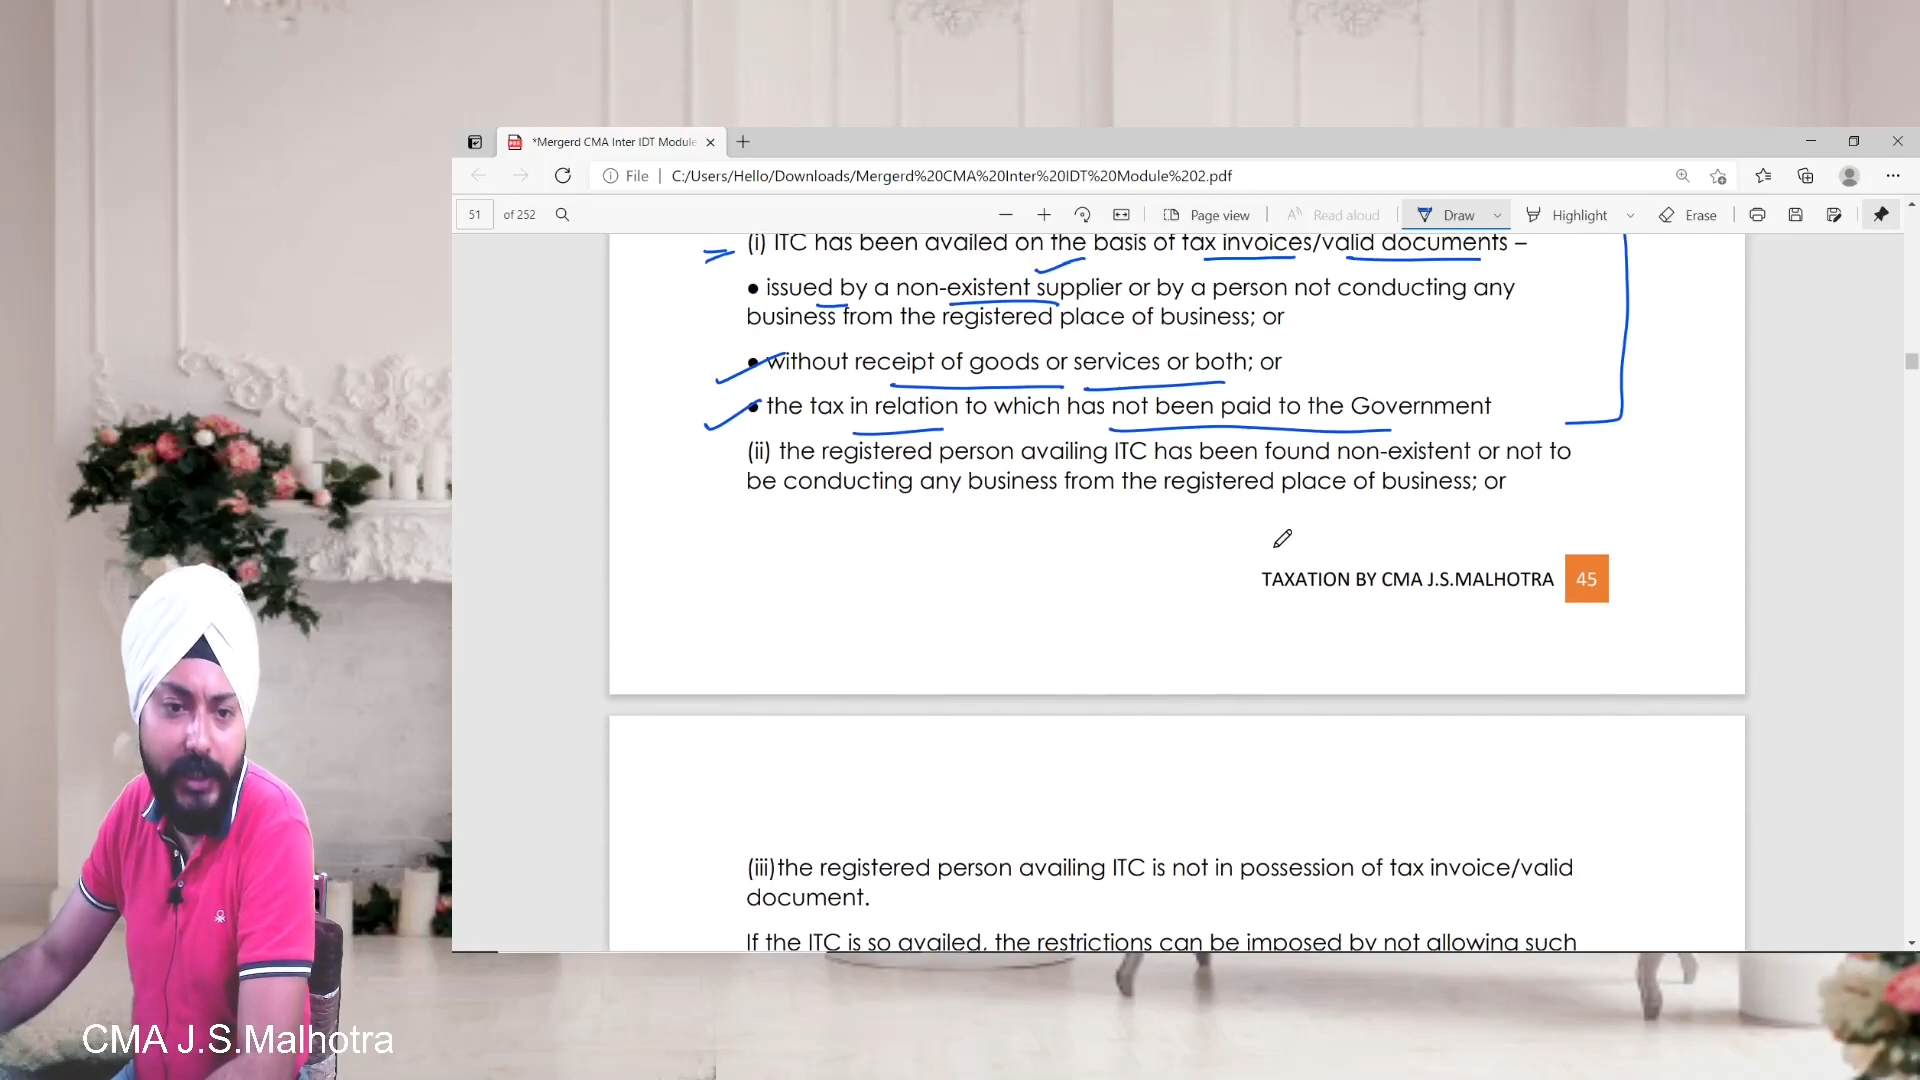 *Mergerd CMA Inter IDT Module
File
C:/Users/Hello/Downloads/Mergerd%20CMA%20Inter%20IDT%20Module%202.pdf
51 of 252
Page view
Read aloud
Draw
Highlight
Erase
(i) ITC has been availed on the basis of tax invoices/valid documents –
● issued by a non-existent supplier or by a person not conducting any
business from the registered place of business; or
● without receipt of goods or services or both; or
● the tax in relation to which has not been paid to the Government
(ii) the registered person availing ITC has been found non-existent or not to
be conducting any business from the registered place of business; or
TAXATION BY CMA J.S.MALHOTRA 45
(iii)the registered person availing ITC is not in possession of tax invoice/valid
document.
If the ITC is so availed, the restrictions can be imposed by not allowing such
CMA J.S.Malhotra